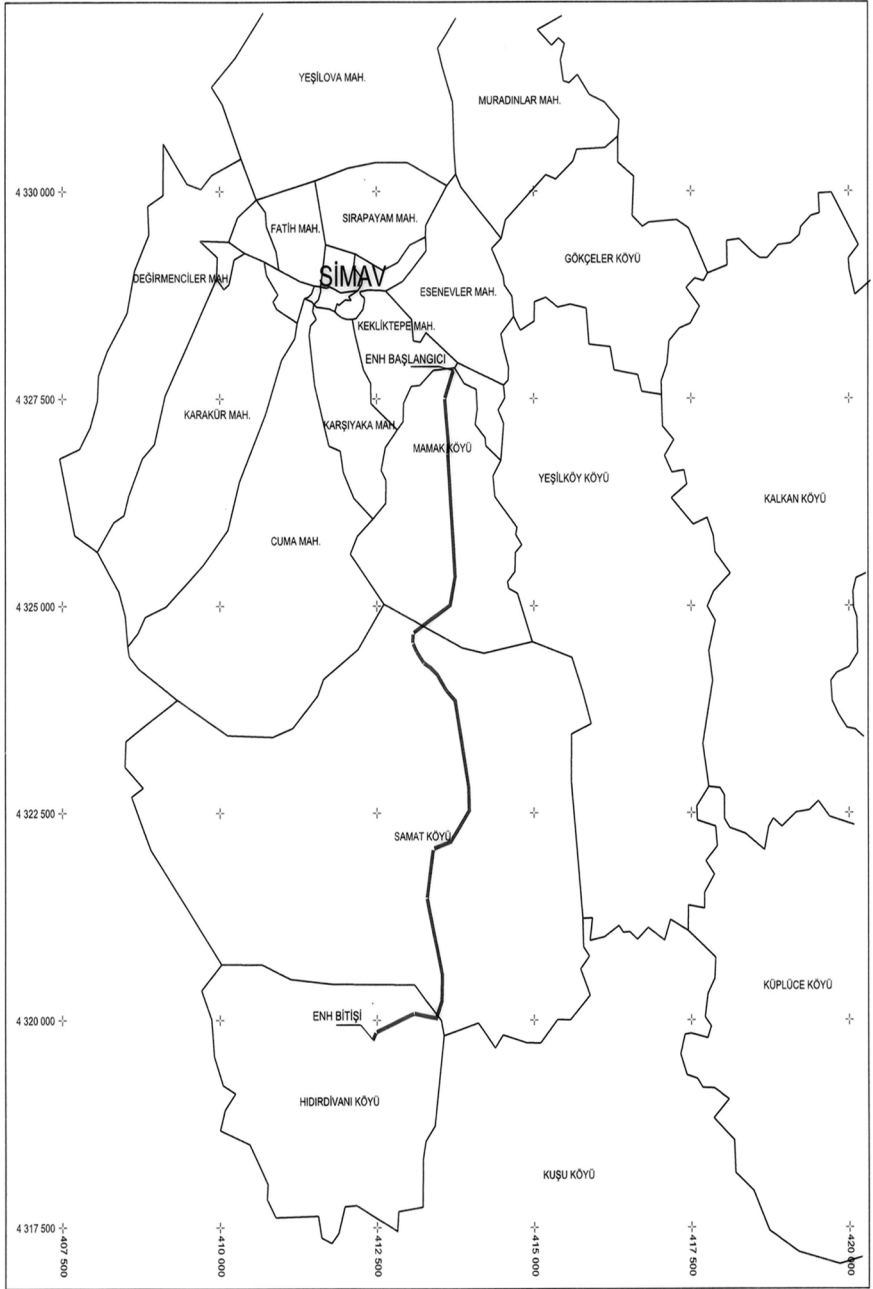 YEŞİLOVA MAH.
MURADINLAR MAH.
4 330 000
SIRAPAYAM MAH.
FATİH MAH.
GÖKÇELER KÖYÜ
DEĞİRMENCİLER MAH.
SİMAV
ESENEVLER MAH.
KEKLİKTEPE MAH.
ENH BAŞLANGICI
4 327 500
KARAKÜR MAH.
KARŞIYAKA MAH.
MAMAK KÖYÜ
YEŞİLKÖY KÖYÜ
KALKAN KÖYÜ
CUMA MAH.
4 325 000
4 322 500
SAMAT KÖYÜ
KÜPLÜCE KÖYÜ
ENH BİTİŞİ
4 320 000
HIDIRDİVANI KÖYÜ
KUŞU KÖYÜ
4 317 500
407 500
410 000
412 500
415 000
417 500
420 000